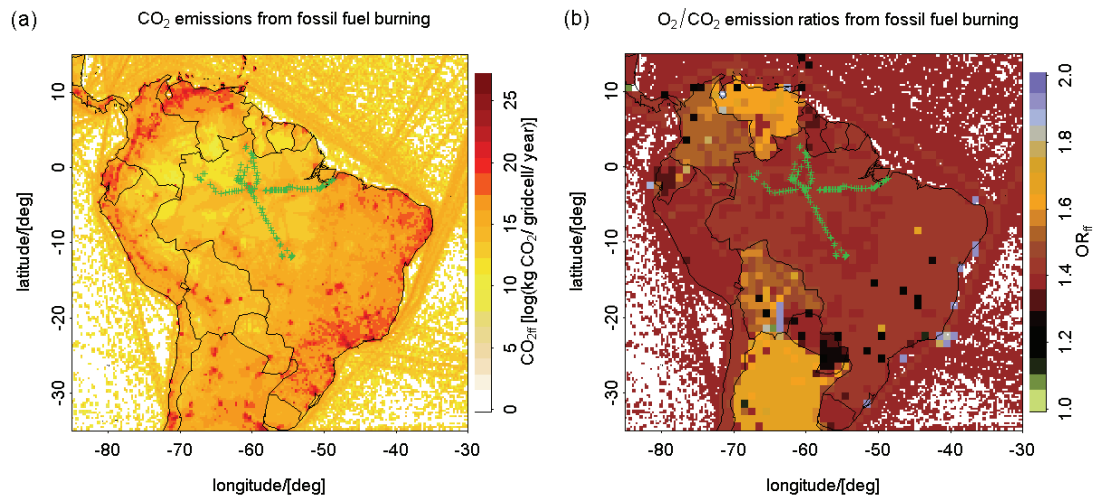 (a) CO₂ emissions from fossil fuel burning
latitude/[deg]
10
0
-10
-20
-30
-80 -70 -60 -50 -40 -30
longitude/[deg]
25
20
15
10
5
0
CO₂ff [log(kg CO₂/ gridcell/ year)]
(b) O₂/CO₂ emission ratios from fossil fuel burning
latitude/[deg]
10
0
-10
-20
-30
-80 -70 -60 -50 -40 -30
longitude/[deg]
2.0
1.8
1.6
1.4
1.2
1.0
ORff